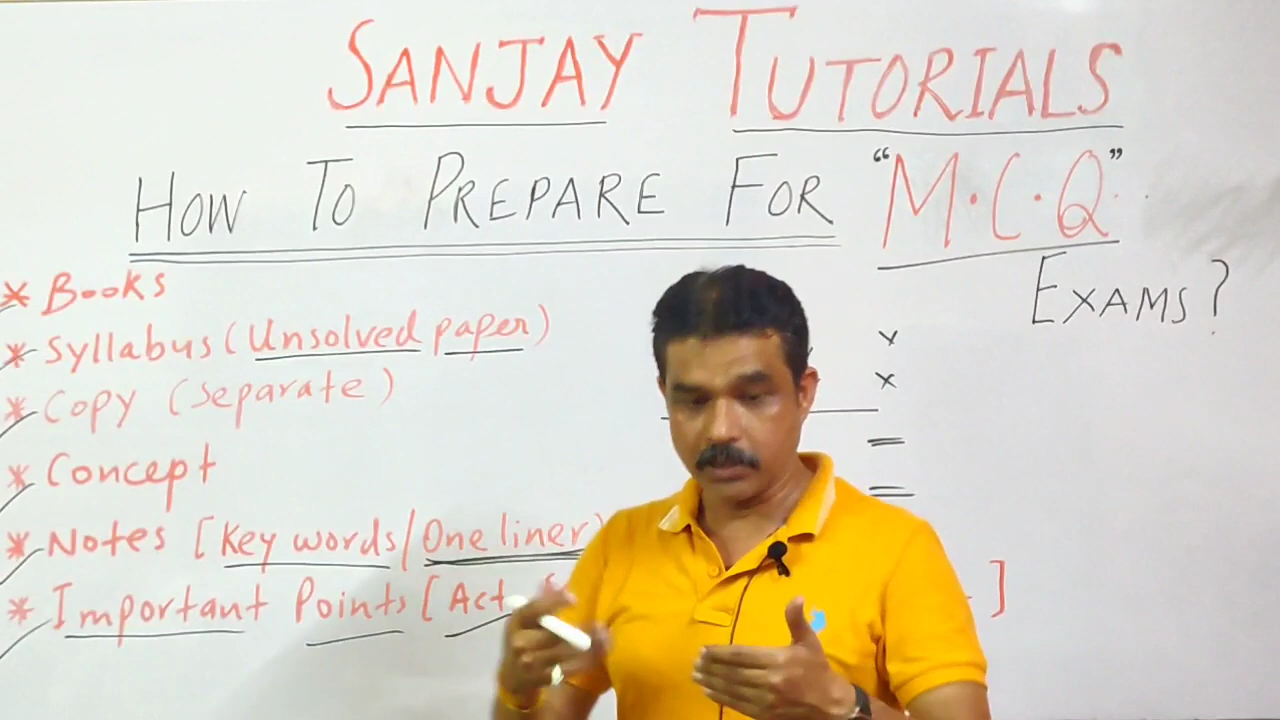 SANJAY TUTORIALS
HOW TO PREPARE FOR "M.C.Q"
EXAMS?
* Books
* Syllabus (Unsolved paper)
* Copy (Separate)
* Concept
* Notes [Key words/One liner
* Important Points [Act ]